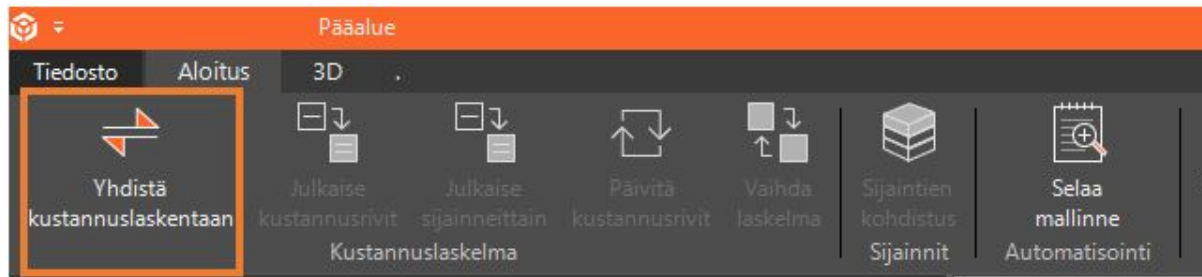 Pääalue
Tiedosto Aloitus 3D .
Yhdistä kustannuslaskentaan
Julkaise kustannusrivit
Julkaise sijainneittain
Päivitä kustannusrivit
Vaihda laskelma
Kustannuslaskelma
Sijaintien kohdistus
Sijainnit
Selaa mallinne
Automatisointi